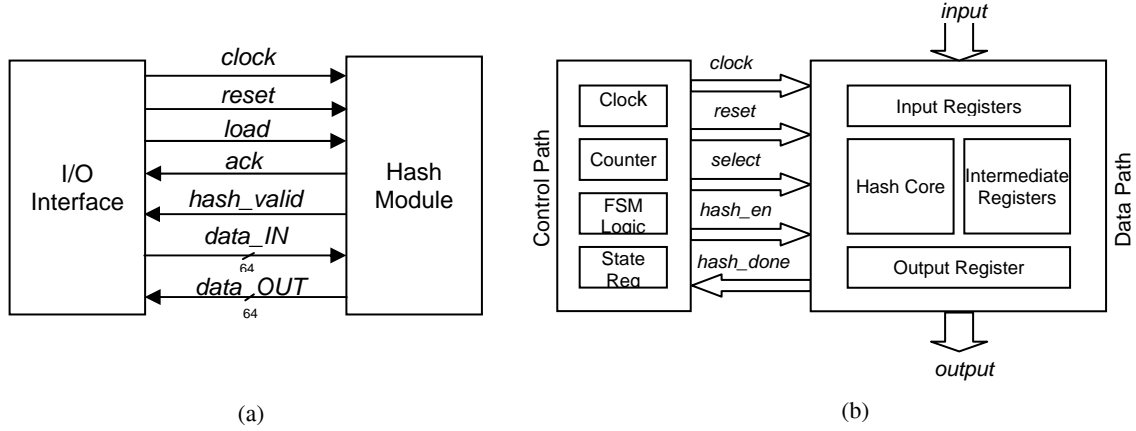 clock
reset
load
ack
hash_valid
data_IN
64
data_OUT
64
I/O
Interface
Hash
Module
(a)
input
Control Path
Clock
Counter
FSM
Logic
State
Reg
clock
reset
select
hash_en
hash_done
Input Registers
Hash Core
Intermediate
Registers
Output Register
Data Path
output
(b)